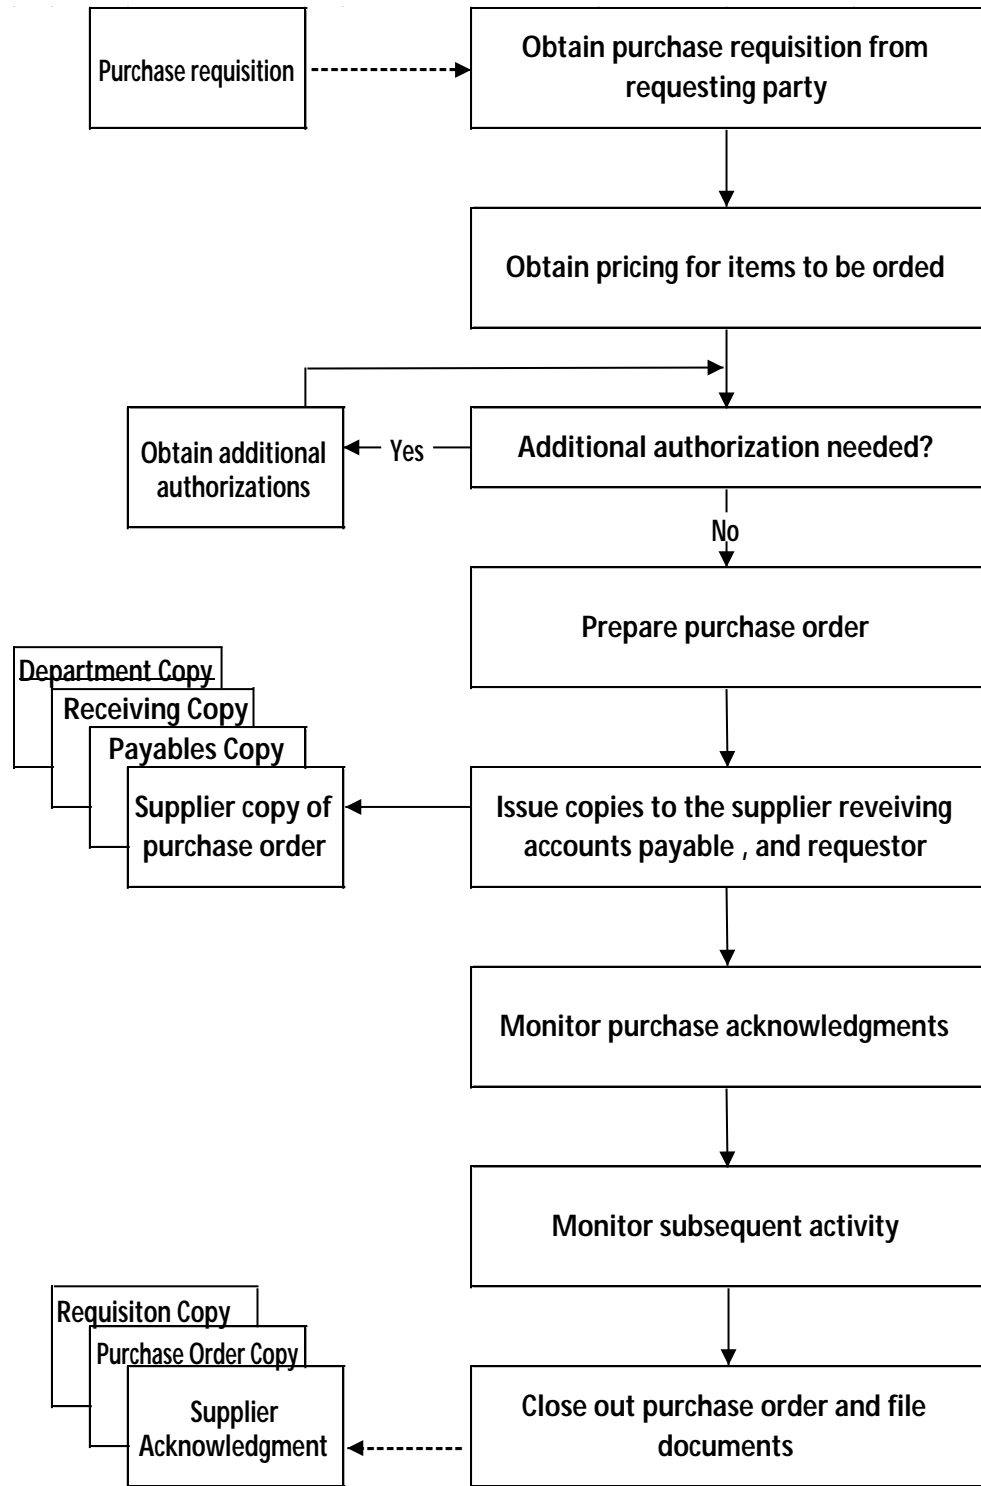 Purchase requisition
Obtain purchase requisition from
requesting party
Obtain pricing for items to be orded
Additional authorization needed?
Yes
Obtain additional
authorizations
No
Prepare purchase order
Department Copy
Receiving Copy
Payables Copy
Supplier copy of
purchase order
Issue copies to the supplier reveiving
accounts payable , and requestor
Monitor purchase acknowledgments
Monitor subsequent activity
Requisiton Copy
Purchase Order Copy
Supplier
Acknowledgment
Close out purchase order and file
documents